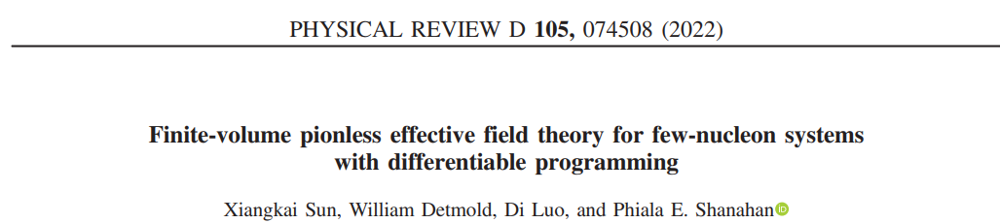 PHYSICAL REVIEW D 105, 074508 (2022)
Finite-volume pionless effective field theory for few-nucleon systems
with differentiable programming
Xiangkai Sun, William Detmold, Di Luo, and Phiala E. Shanahan iD